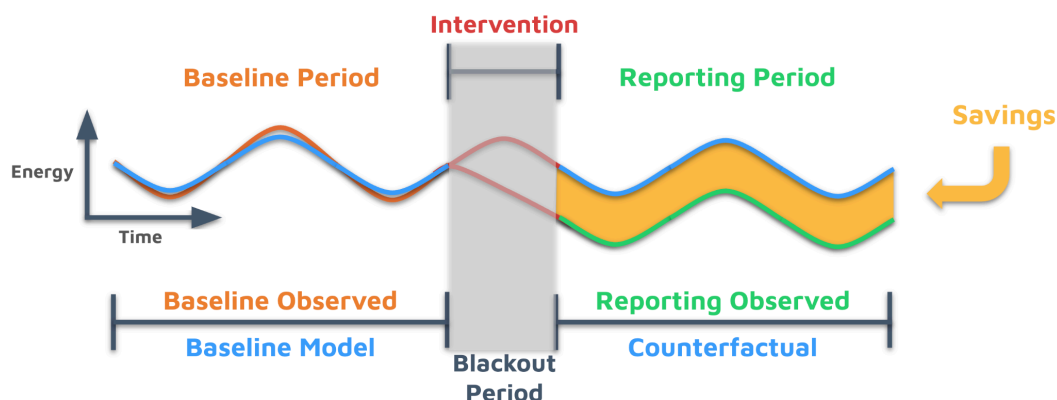 Intervention
Baseline Period
Reporting Period
Savings
Energy
Time
Baseline Observed
Reporting Observed
Baseline Model
Counterfactual
Blackout
Period